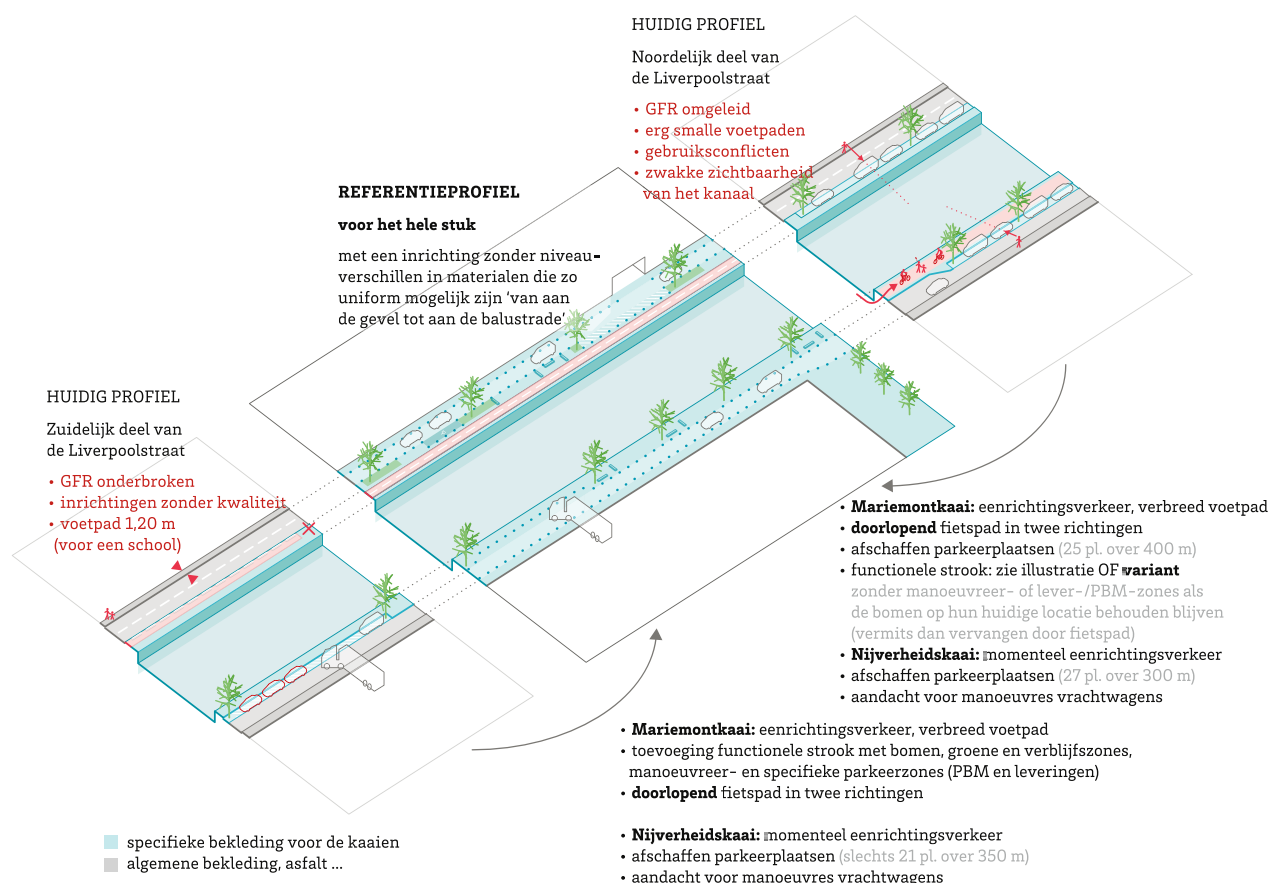 HUIDIG PROFIEL
Noordelijk deel van
de Liverpoolstraat
• GFR omgeleid
• erg smalle voetpaden
• gebruiksconflicten
• zwakke zichtbaarheid
van het kanaal
REFERENTIEPROFIEL
voor het hele stuk
met een inrichting zonder niveau-
verschillen in materialen die zo
uniform mogelijk zijn ‘van aan
de gevel tot aan de balustrade’
HUIDIG PROFIEL
Zuidelijk deel van
de Liverpoolstraat
• GFR onderbroken
• inrichtingen zonder kwaliteit
• voetpad 1,20 m
(voor een school)
• Mariemontkaai: eenrichtingsverkeer, verbreed voetpad
• doorlopend fietspad in twee richtingen
• afschaffen parkeerplaatsen (25 pl. over 400 m)
• functionele strook: zie illustratie OF variant
zonder manoeuvreer- of lever-/PBM-zones als
de bomen op hun huidige locatie behouden blijven
(vermits dan vervangen door fietspad)
• Nijverheidskaai: momenteel eenrichtingsverkeer
• afschaffen parkeerplaatsen (27 pl. over 300 m)
• aandacht voor manoeuvres vrachtwagens
• Mariemontkaai: eenrichtingsverkeer, verbreed voetpad
• toevoeging functionele strook met bomen, groene en verblijfszones,
manoeuvreer- en specifieke parkeerzones (PBM en leveringen)
• doorlopend fietspad in twee richtingen
• Nijverheidskaai: momenteel eenrichtingsverkeer
• afschaffen parkeerplaatsen (slechts 21 pl. over 350 m)
• aandacht voor manoeuvres vrachtwagens
specifieke bekleding voor de kaaien
algemene bekleding, asfalt ...